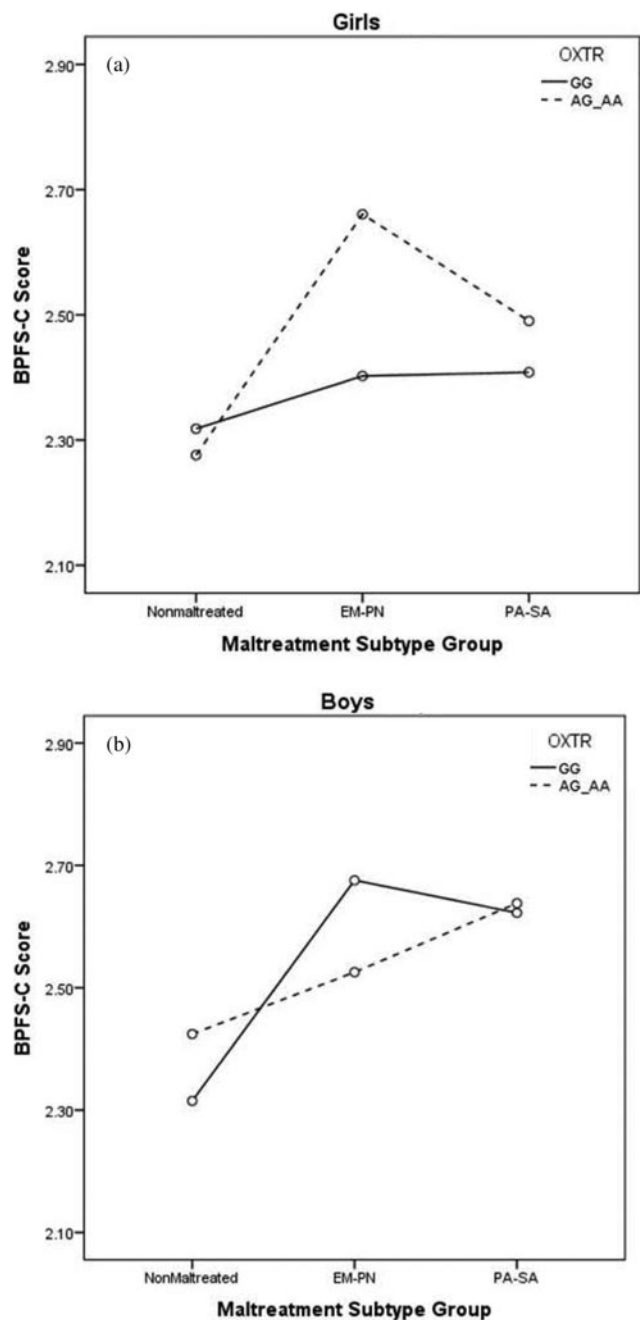 Girls
(a)
OXTR
GG
AG_AA
2.90
2.70
2.50
2.30
2.10
BPFS-C Score
Nonmaltreated EM-PN PA-SA
Maltreatment Subtype Group
Boys
(b)
OXTR
GG
AG_AA
2.90
2.70
2.50
2.30
2.10
BPFS-C Score
NonMaltreated EM-PN PA-SA
Maltreatment Subtype Group